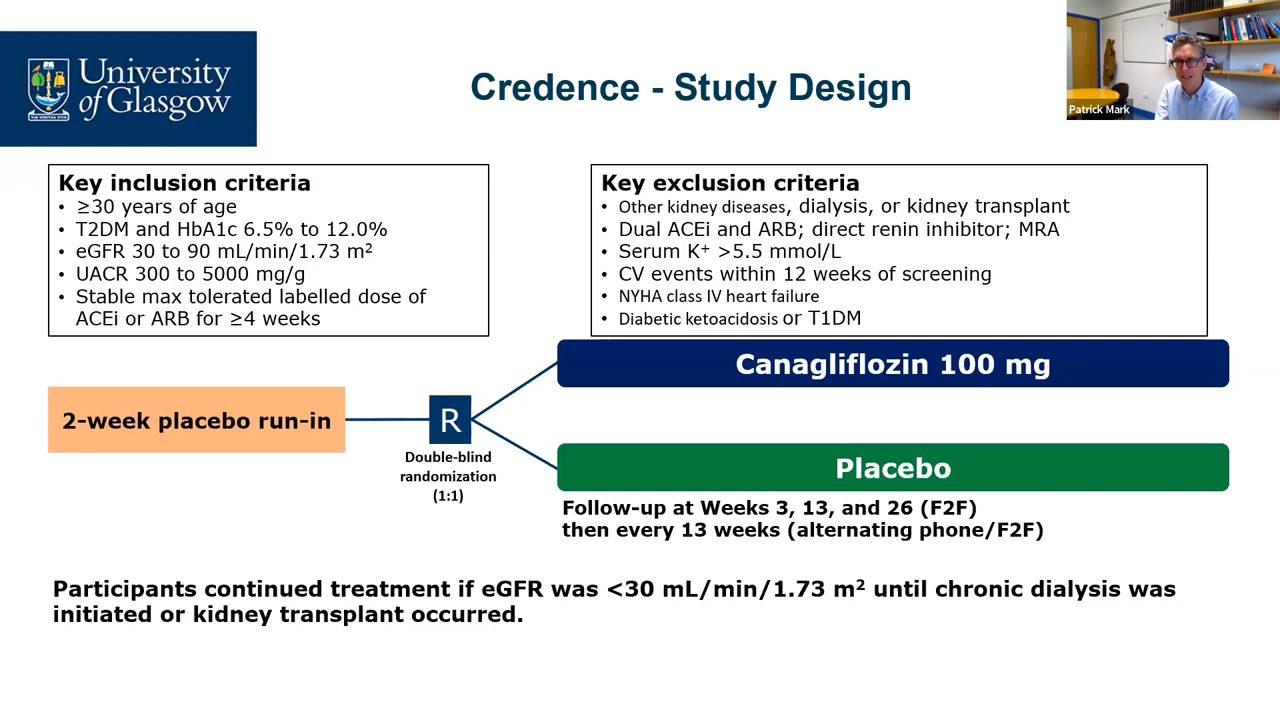 University
of Glasgow
VIA VERITAS VITA
Credence - Study Design
Patrick Mark
Key inclusion criteria
• ≥30 years of age
• T2DM and HbA1c 6.5% to 12.0%
• eGFR 30 to 90 mL/min/1.73 m²
• UACR 300 to 5000 mg/g
• Stable max tolerated labelled dose of
ACEi or ARB for ≥4 weeks
Key exclusion criteria
• Other kidney diseases, dialysis, or kidney transplant
• Dual ACEi and ARB; direct renin inhibitor; MRA
• Serum K⁺ >5.5 mmol/L
• CV events within 12 weeks of screening
• NYHA class IV heart failure
• Diabetic ketoacidosis or T1DM
2-week placebo run-in
R
Double-blind
randomization
(1:1)
Canagliflozin 100 mg
Placebo
Follow-up at Weeks 3, 13, and 26 (F2F)
then every 13 weeks (alternating phone/F2F)
Participants continued treatment if eGFR was <30 mL/min/1.73 m² until chronic dialysis was
initiated or kidney transplant occurred.